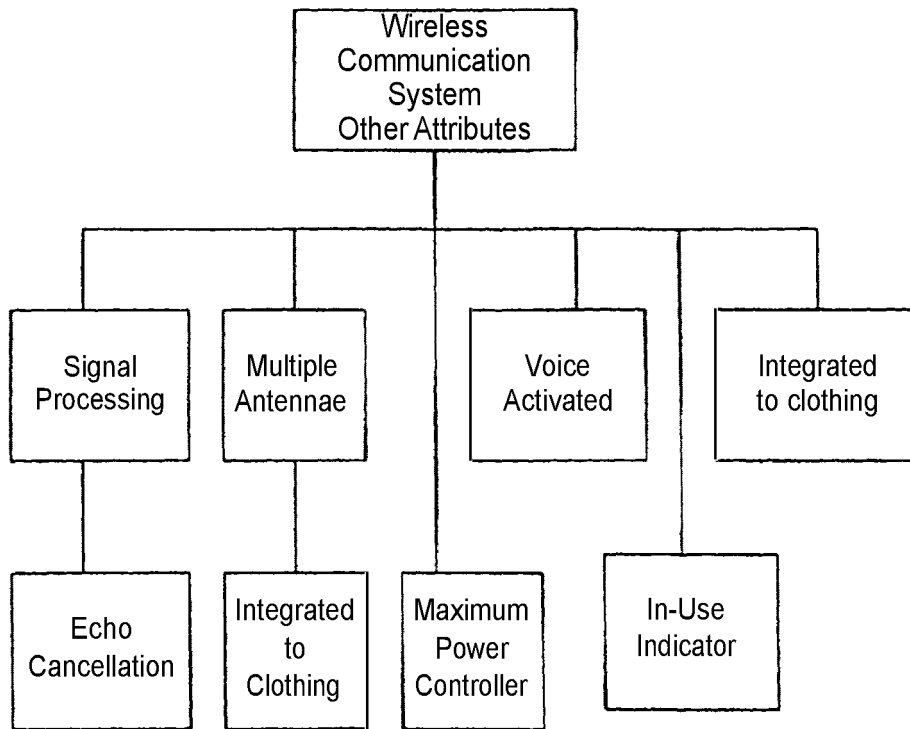 Wireless
Communication
System
Other Attributes
Signal
Processing
Multiple
Antennae
Voice
Activated
Integrated
to clothing
Echo
Cancellation
Integrated
to
Clothing
Maximum
Power
Controller
In-Use
Indicator